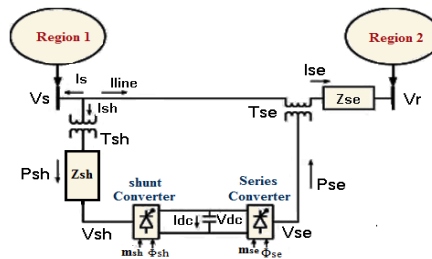 Region 1
Region 2
Is
Iline
Ise
Vs
Ish
Tse
Zse
Vr
Tsh
Psh
Zsh
shunt
Converter
Series
Converter
Pse
Idc
Vdc
Vsh
Vse
msh Φsh
mse Φse